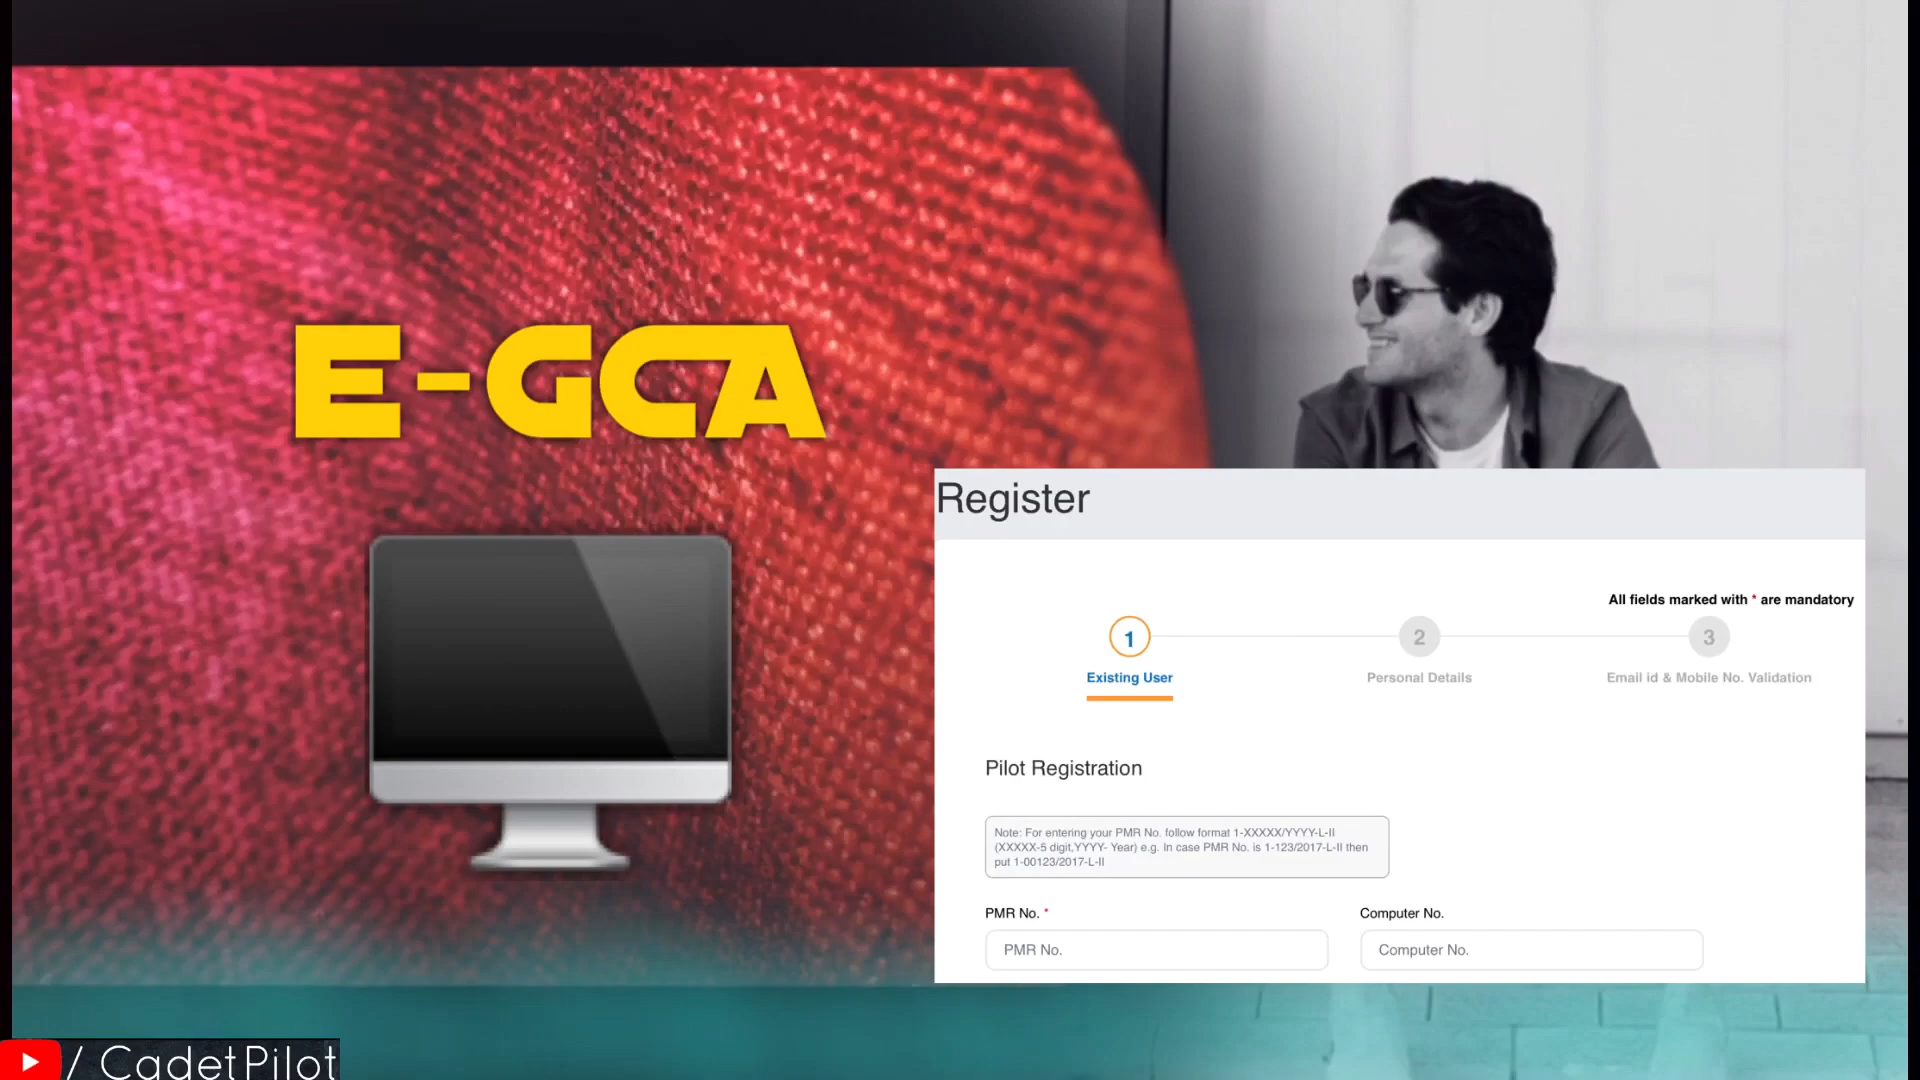 E-GCA
Register
All fields marked with * are mandatory
1
2
3
Existing User
Personal Details
Email id & Mobile No. Validation
Pilot Registration
Note: For entering your PMR No. follow format 1-XXXXX/YYYY-L-II
(XXXXX-5 digit,YYYY- Year) e.g. In case PMR No. is 1-123/2017-L-II then
put 1-00123/2017-L-II
PMR No. *
Computer No.
PMR No.
Computer No.
/ CadetPilot